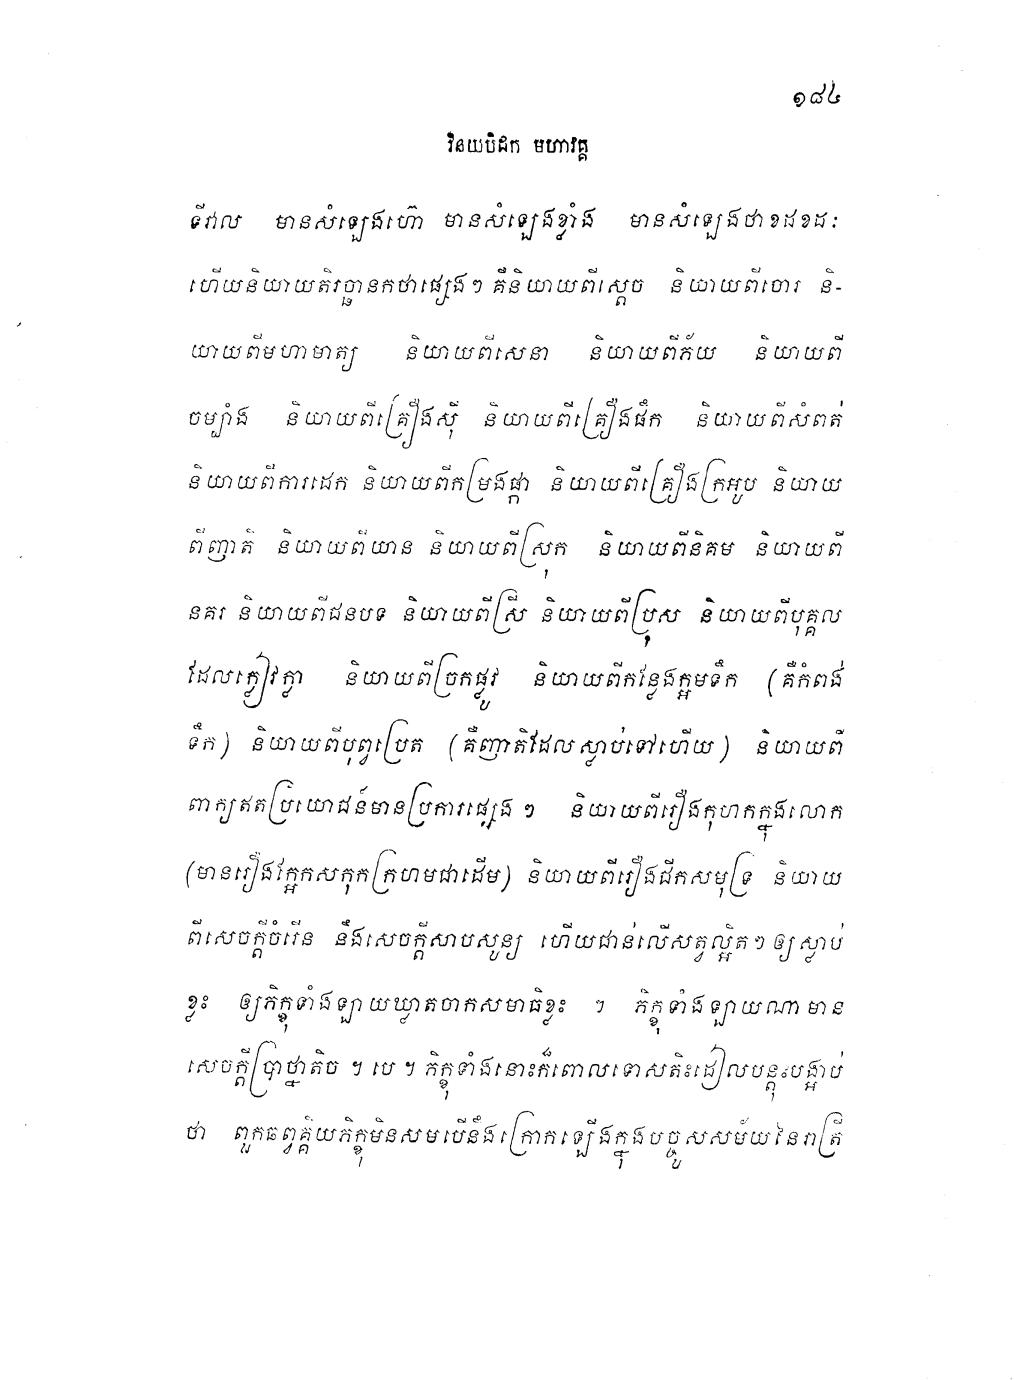 ១៨៤
វិនយបិដក មហាវគ្គ
ទីវាល មានសំឡេងហ៊ោ មានសំឡេងខ្លាំង មានសំឡេងថាខដខដៈ
ហើយនិយាយតិរច្ឆានកថាផ្សេងៗ គឺនិយាយពីស្តេច និយាយពីចោរ និ-
យាយពីមហាមាត្យ និយាយពីសេនា និយាយពីភ័យ និយាយពី
ចម្បាំង និយាយពីគ្រឿងស៊ី និយាយពីគ្រឿងផឹក និយាយពីសំពត់
និយាយពីការដេក និយាយពីកម្រងផ្កា និយាយពីគ្រឿងក្រអូប និយាយ
ពីញាតិ និយាយពីយាន និយាយពីស្រុក និយាយពីនិគម និយាយពី
នគរ និយាយពីជនបទ និយាយពីស្រី និយាយពីប្រុស និយាយពីបុគ្គល
ដែលក្លៀវក្លា និយាយពីច្រកផ្លូវ និយាយពីកន្លែងក្អមទឹក (គឺកំពង់
ទឹក) និយាយពីបុព្វប្រេត (គឺញាតិដែលស្លាប់ទៅហើយ) និយាយពី
ពាក្យឥតប្រយោជន៍មានប្រការផ្សេង ៗ និយាយពីរឿងកុហកក្នុងលោក
(មានរឿងក្អែកសកុកក្រហមជាដើម) និយាយពីរឿងជីកសមុទ្រ និយាយ
ពីសេចក្តីចំរើន នឹងសេចក្តីសាបសូន្យ ហើយជាន់លើសត្វល្អិតៗ ឲ្យស្លាប់
ខ្លះ ឲ្យភិក្ខុទាំងឡាយឃ្លាតចាកសមាធិខ្លះ ។ ភិក្ខុទាំងឡាយណាមាន
សេចក្តីប្រាថ្នាតិច ។ បេ ។ ភិក្ខុទាំងនោះក៏ពោលទោសតិះដៀលបន្តុះបង្អាប់
ថា ពួកឆព្វគ្គិយភិក្ខុមិនសមបើនឹងក្រោកឡើងក្នុងបច្ចូសសម័យនៃរាត្រី